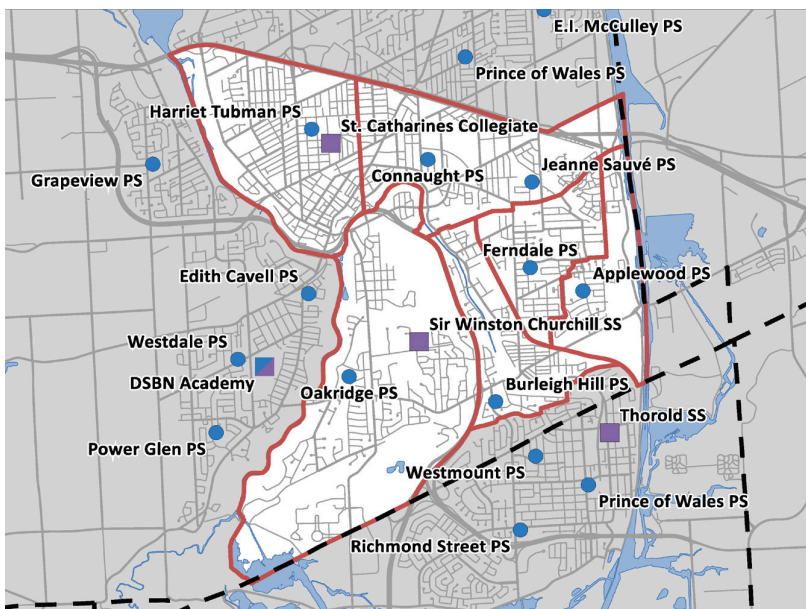 E.I. McCulley PS
Prince of Wales PS
Harriet Tubman PS
St. Catharines Collegiate
Grapeview PS
Connaught PS
Jeanne Sauvé PS
Ferndale PS
Edith Cavell PS
Applewood PS
Sir Winston Churchill SS
Westdale PS
DSBN Academy
Oakridge PS
Burleigh Hill PS
Thorold SS
Power Glen PS
Westmount PS
Prince of Wales PS
Richmond Street PS